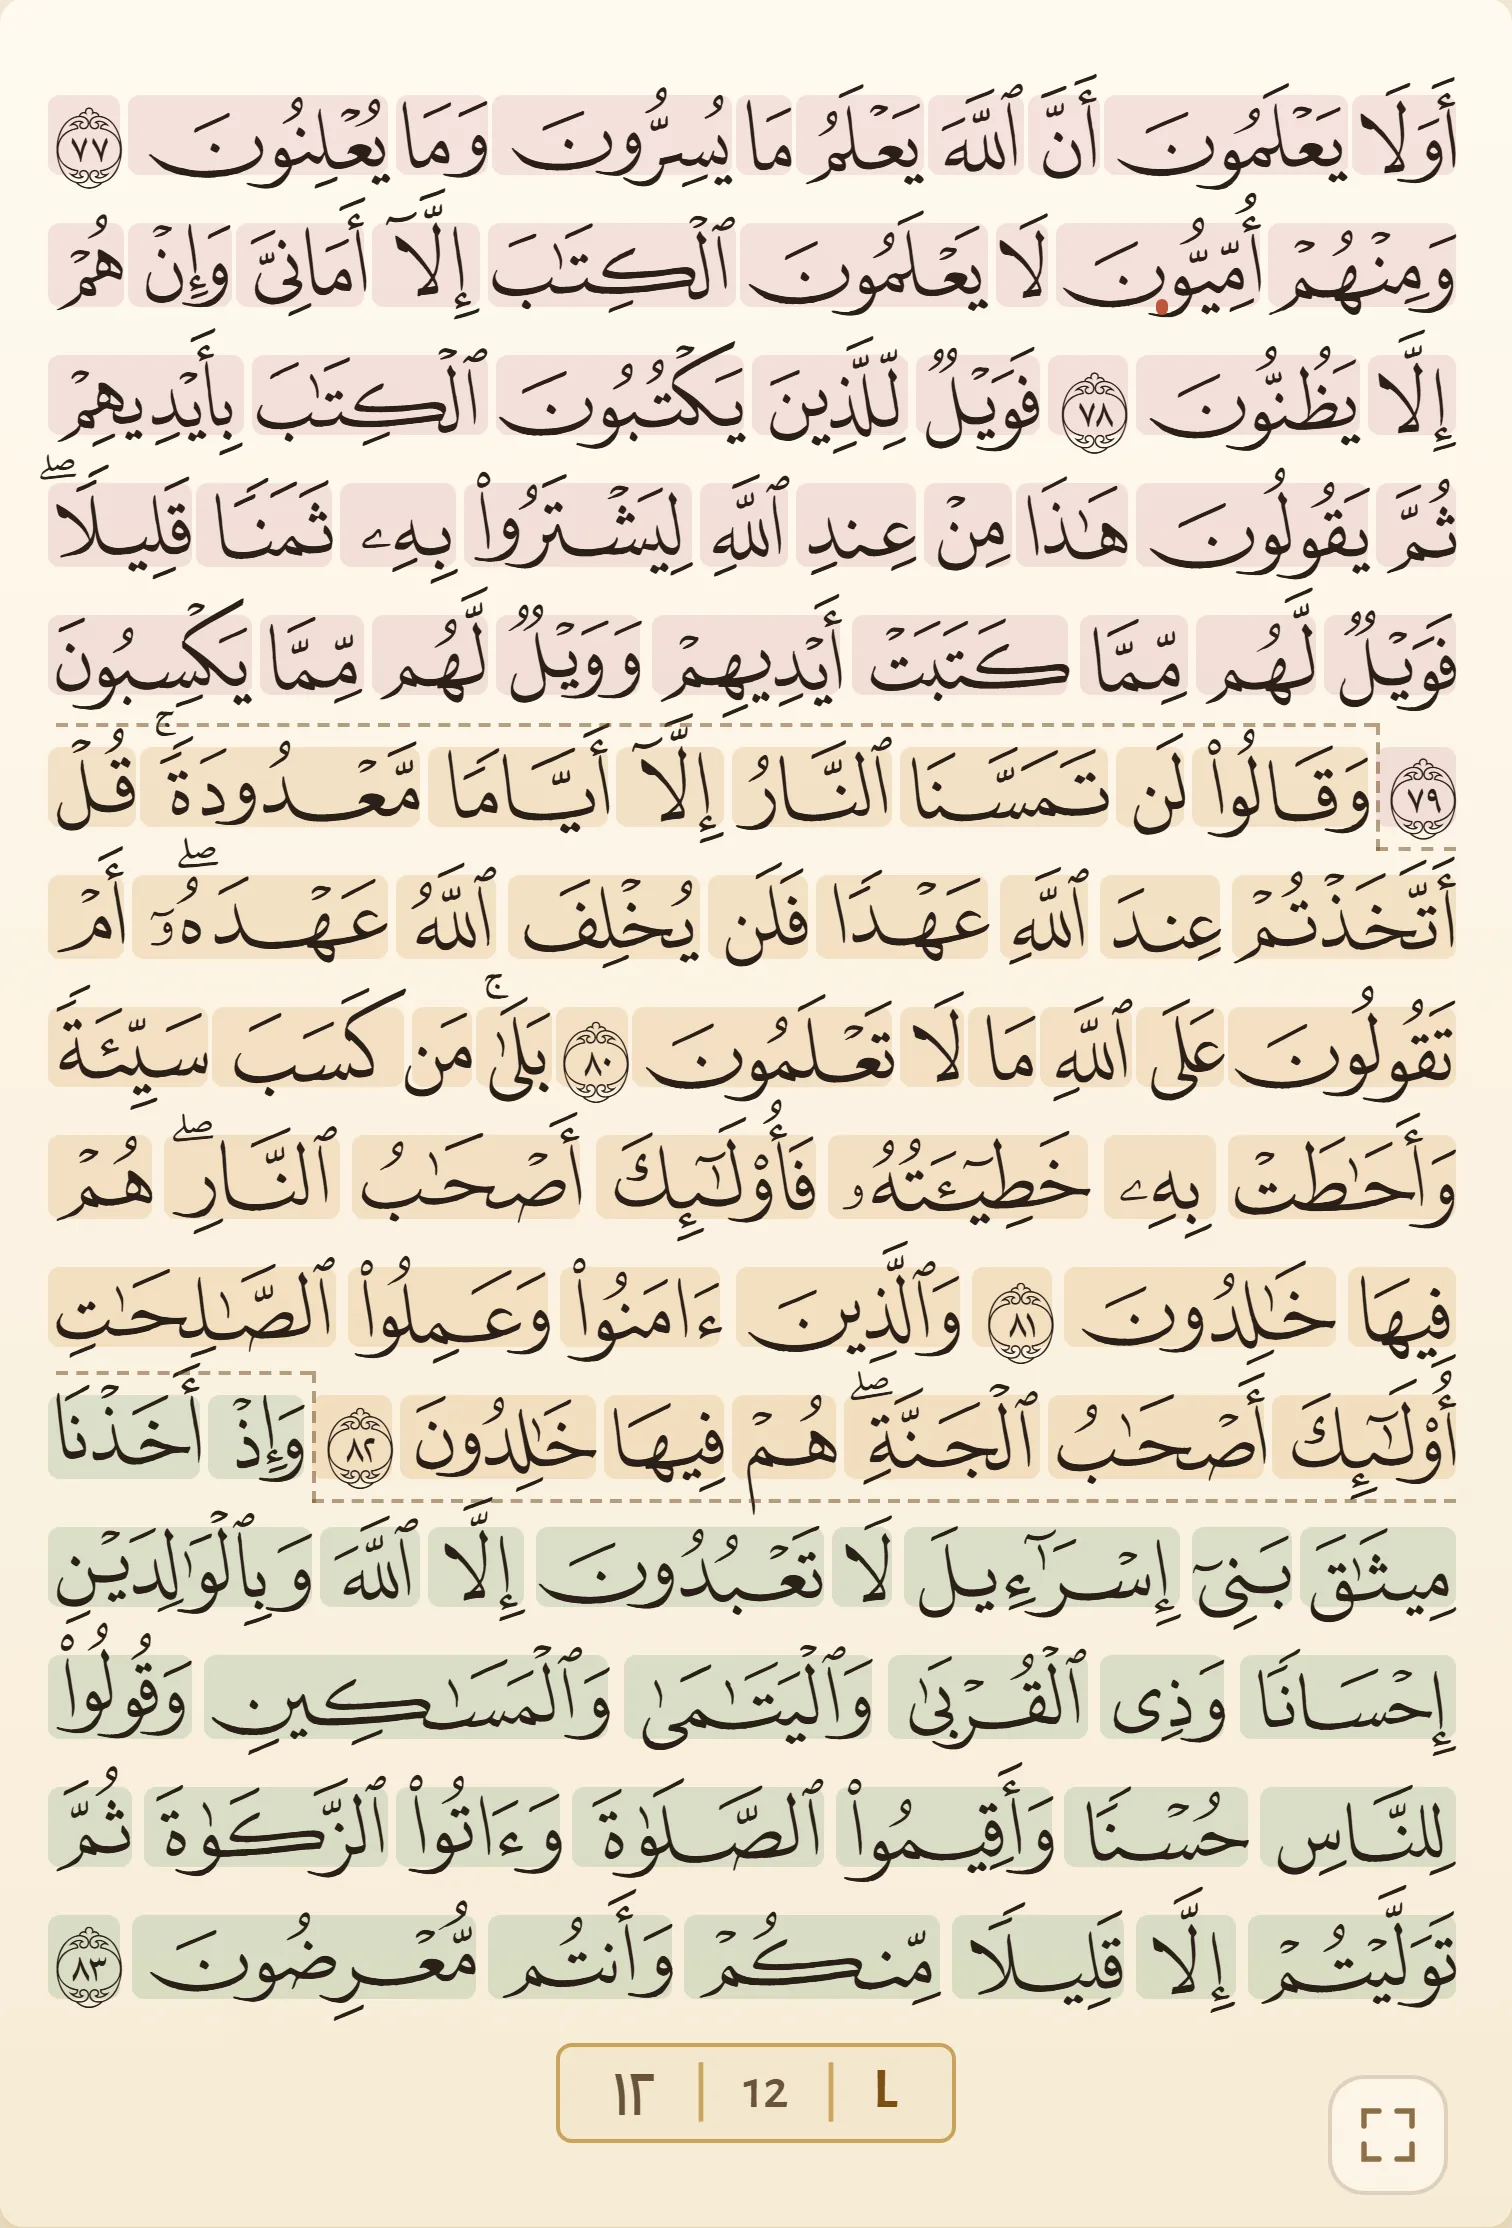 أَوَلَا يَعْلَمُونَ أَنَّ ٱللَّهَ يَعْلَمُ مَا يُسِرُّونَ وَمَا يُعْلِنُونَ ٧٧
وَمِنْهُمْ أُمِّيُّونَ لَا يَعْلَمُونَ ٱلْكِتَٰبَ إِلَّآ أَمَانِىَّ وَإِنْ هُمْ
إِلَّا يَظُنُّونَ ٧٨ فَوَيْلٌ لِّلَّذِينَ يَكْتُبُونَ ٱلْكِتَٰبَ بِأَيْدِيهِمْ
ثُمَّ يَقُولُونَ هَٰذَا مِنْ عِندِ ٱللَّهِ لِيَشْتَرُوا۟ بِهِۦ ثَمَنًا قَلِيلًا ۖ
فَوَيْلٌ لَّهُم مِّمَّا كَتَبَتْ أَيْدِيهِمْ وَوَيْلٌ لَّهُم مِّمَّا يَكْسِبُونَ
٧٩ وَقَالُوا۟ لَن تَمَسَّنَا ٱلنَّارُ إِلَّآ أَيَّامًا مَّعْدُودَةً ۚ قُلْ
أَتَّخَذْتُمْ عِندَ ٱللَّهِ عَهْدًا فَلَن يُخْلِفَ ٱللَّهُ عَهْدَهُۥٓ ۖ أَمْ
تَقُولُونَ عَلَى ٱللَّهِ مَا لَا تَعْلَمُونَ ٨٠ بَلَىٰ ۚ مَن كَسَبَ سَيِّئَةً
وَأَحَٰطَتْ بِهِۦ خَطِيٓـَٔتُهُۥ فَأُو۟لَٰٓئِكَ أَصْحَٰبُ ٱلنَّارِ ۖ هُمْ
فِيهَا خَٰلِدُونَ ٨١ وَٱلَّذِينَ ءَامَنُوا۟ وَعَمِلُوا۟ ٱلصَّٰلِحَٰتِ
أُو۟لَٰٓئِكَ أَصْحَٰبُ ٱلْجَنَّةِ ۖ هُمْ فِيهَا خَٰلِدُونَ ٨٢ وَإِذْ أَخَذْنَا
مِيثَٰقَ بَنِىٓ إِسْرَٰٓءِيلَ لَا تَعْبُدُونَ إِلَّا ٱللَّهَ وَبِٱلْوَٰلِدَيْنِ
إِحْسَانًا وَذِى ٱلْقُرْبَىٰ وَٱلْيَتَٰمَىٰ وَٱلْمَسَٰكِينِ وَقُولُوا۟
لِلنَّاسِ حُسْنًا وَأَقِيمُوا۟ ٱلصَّلَوٰةَ وَءَاتُوا۟ ٱلزَّكَوٰةَ ثُمَّ
تَوَلَّيْتُمْ إِلَّا قَلِيلًا مِّنكُمْ وَأَنتُم مُّعْرِضُونَ ٨٣
١٢ | 12 | L